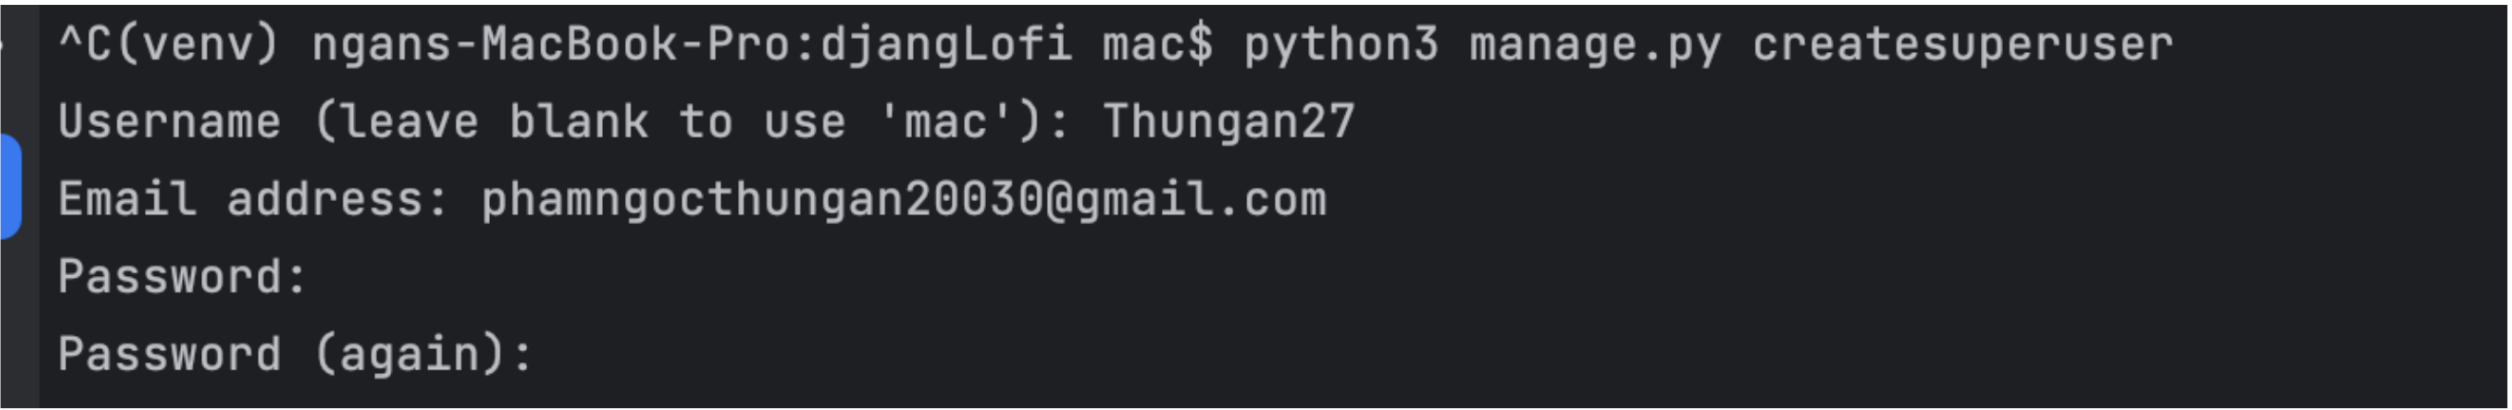 ^C(venv) ngans-MacBook-Pro:djangLofi mac$ python3 manage.py createsuperuser
Username (leave blank to use 'mac'): Thungan27
Email address: phamngocthungan20030@gmail.com
Password:
Password (again):